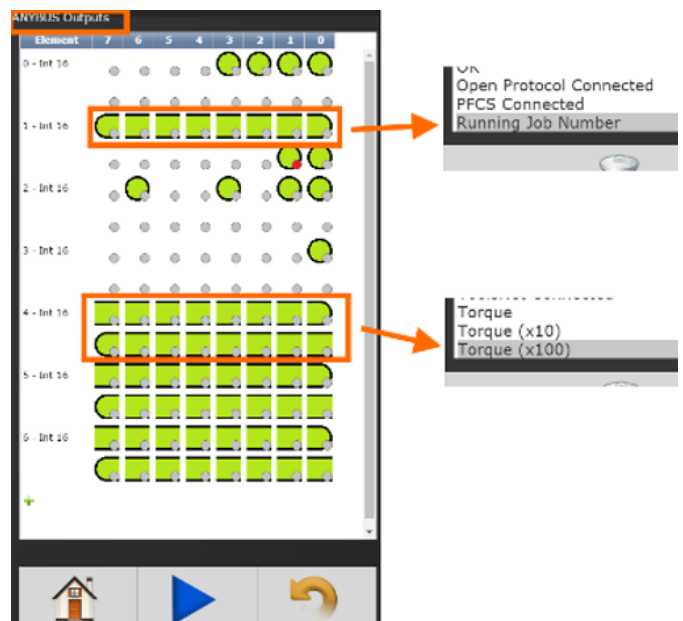 ANYBUS Outputs
Element 7 6 5 4 3 2 1 0
0 - Int 16
1 - Int 16
2 - Int 16
3 - Int 16
4 - Int 16
5 - Int 16
6 - Int 16
OK
Open Protocol Connected
PFCS Connected
Running Job Number
Connected
Torque
Torque (x10)
Torque (x100)